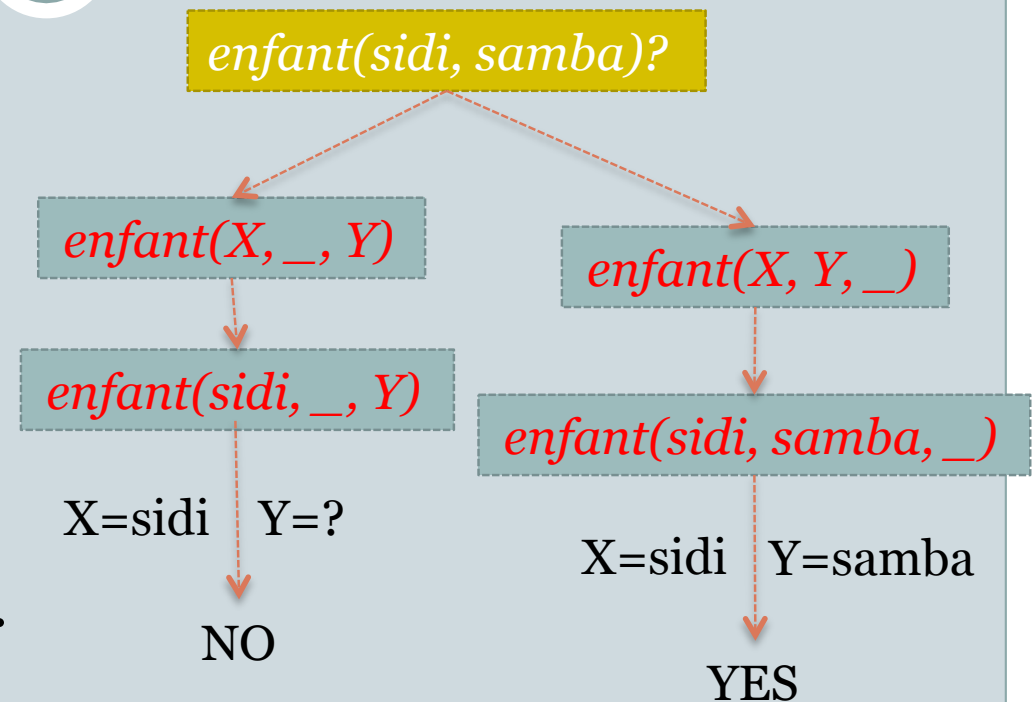 enfant(sidi, samba)?
enfant(X, _, Y)
enfant(X, Y, _)
enfant(sidi, _, Y)
enfant(sidi, samba, _)
X=sidi Y=?
X=sidi Y=samba
.
NO
YES